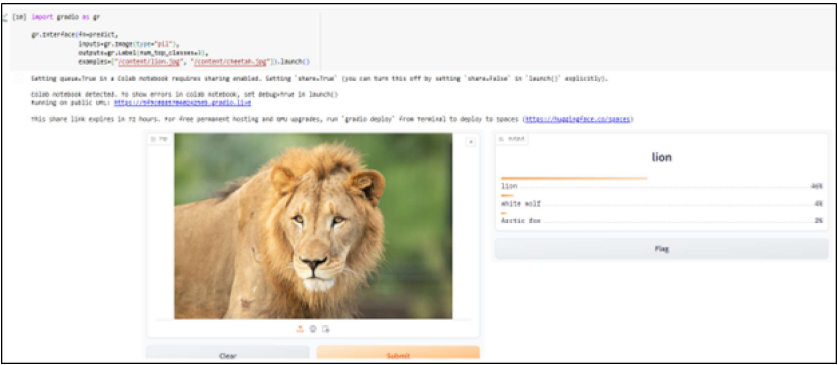 [10] import gradio as gr
gr.Interface(fn=predict,
inputs=gr.Image(type="pil"),
outputs=gr.Label(num_top_classes=3),
examples=["/content/lion.jpg", "/content/cheetah.jpg"]).launch()
Setting queue=True in a Colab notebook requires sharing enabled. Setting `share=True` (you can turn this off by setting `share=False` in `launch()` explicitly).
Colab notebook detected. To show errors in colab notebook, set debug=True in launch()
Running on public URL:
This share link expires in 72 hours. For free permanent hosting and GPU upgrades, run `gradio deploy` from Terminal to deploy to Spaces (https://huggingface.co/spaces)
output
lion
lion 46%
white wolf 4%
Arctic fox 2%
Flag
Clear
Submit